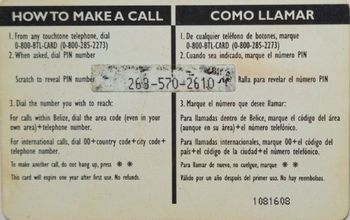 HOW TO MAKE A CALL
1. From any touchtone telephone, dial
0-800-BTL-CARD (0-800-285-2273)
2. When asked, dial PIN number
Scratch to reveal PIN number
3. Dial the number you wish to reach:
For calls within Belize, dial the area code (even in your
own area)+telephone number.
For international calls, dial 00+country code+city code+
telephone number.
To make another call, do not hang up, press * *
This card will expire one year after first use. No refunds.
268-570-2610
COMO LLAMAR
1. De cualquier teléfono de botones, marque
0-800-BTL-CARD (0-800-285-2273)
2. Cuando sea indicado, marque el número PIN
Ralla para revelar el número PIN
3. Marque el número que desee llamar:
Para llamadas dentro de Belice, marque el código del área
(aunque en su área)+el número telefónico.
Para llamadas internacionales, marque 00+el código del
país+el código de la ciudad+el número telefónico.
Para llamar de nuevo, no cuelgue, marque * *
Válido por un año después del primer uso. No hay reembolsos.
1081608